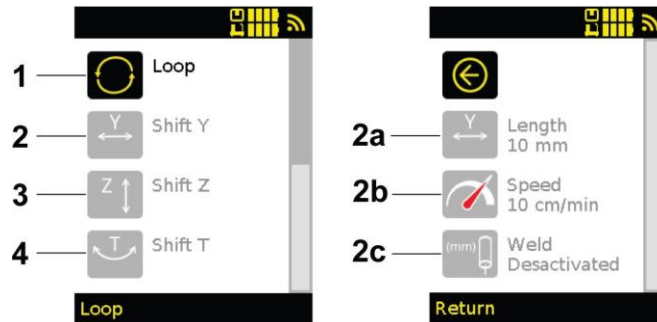 1
Loop
2
Y
Shift Y
3
Z
Shift Z
4
T
Shift T
Loop
2a
Y
Length
10 mm
2b
Speed
10 cm/min
2c
(mm)
Weld
Desactivated
Return